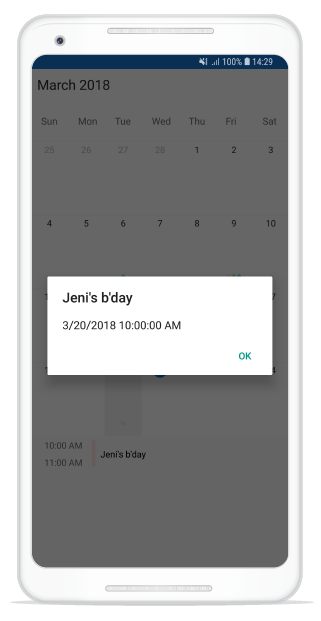 100% 14:29
March 2018
Sun Mon Tue Wed Thu Fri Sat
25 26 27 28 1 2 3
4 5 6 7 8 9 10
Jeni's b'day
3/20/2018 10:00:00 AM
OK
10:00 AM
Jeni's b'day
11:00 AM